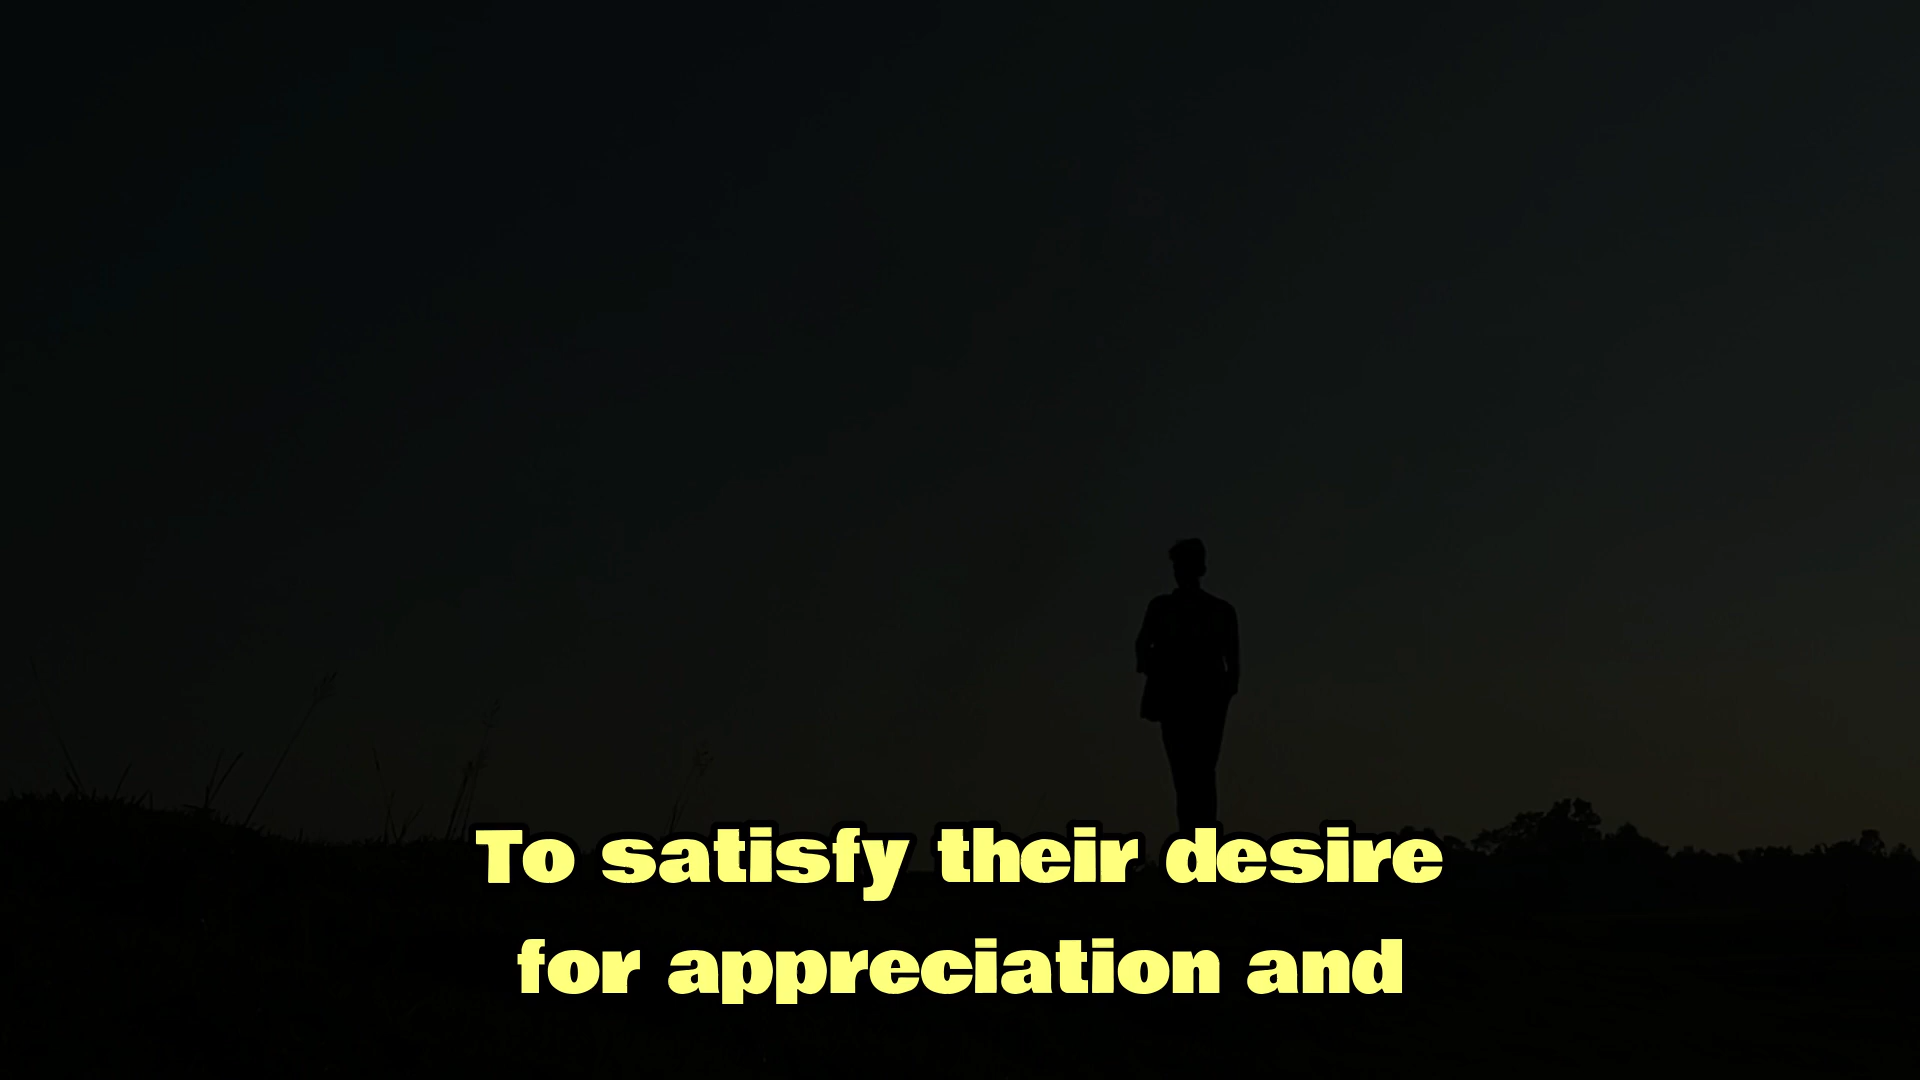 To satisfy their desire
for appreciation and